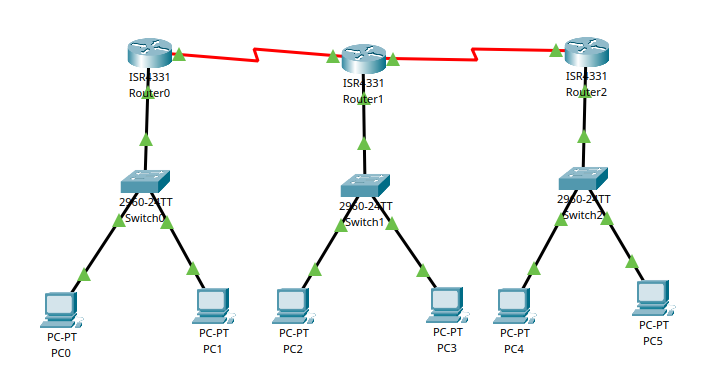 ISR4331
Router0
ISR4331
Router1
ISR4331
Router2
2960-24TT
Switch0
2960-24TT
Switch1
2960-24TT
Switch2
PC-PT
PC0
PC-PT
PC1
PC-PT
PC2
PC-PT
PC3
PC-PT
PC4
PC-PT
PC5